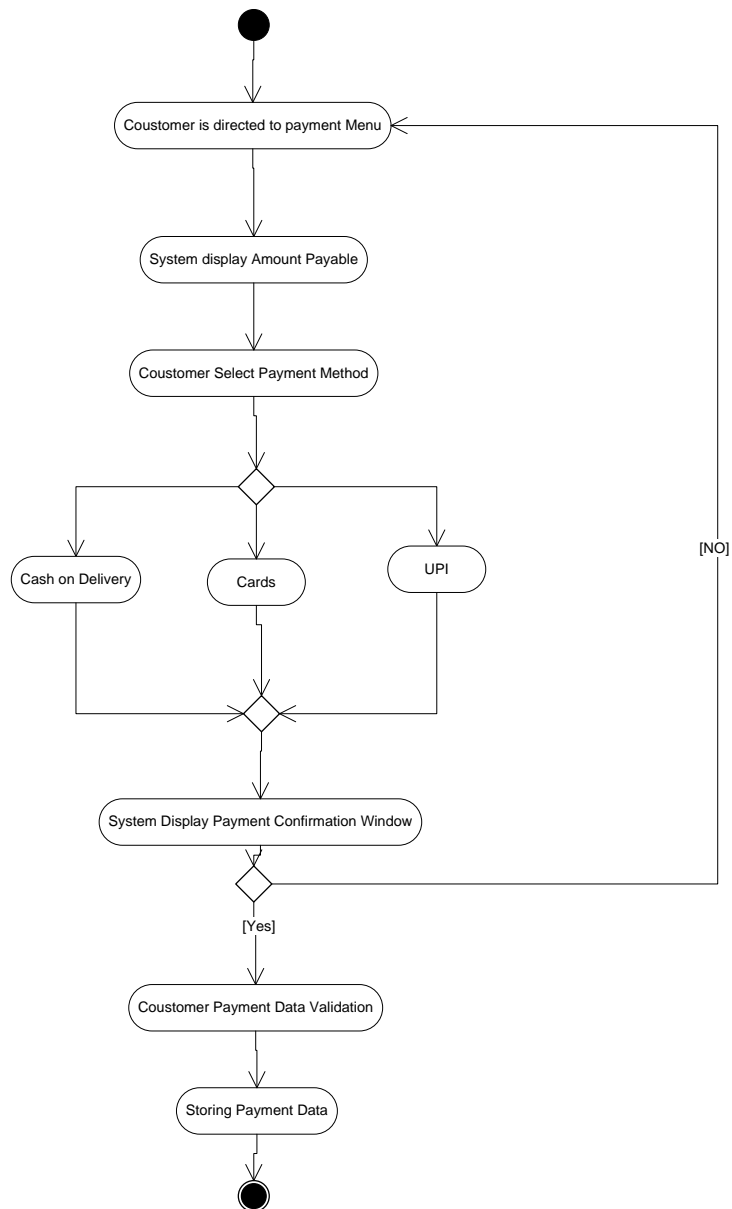 Coustomer is directed to payment Menu
System display Amount Payable
Coustomer Select Payment Method
Cash on Delivery
Cards
UPI
[NO]
System Display Payment Confirmation Window
[Yes]
Coustomer Payment Data Validation
Storing Payment Data